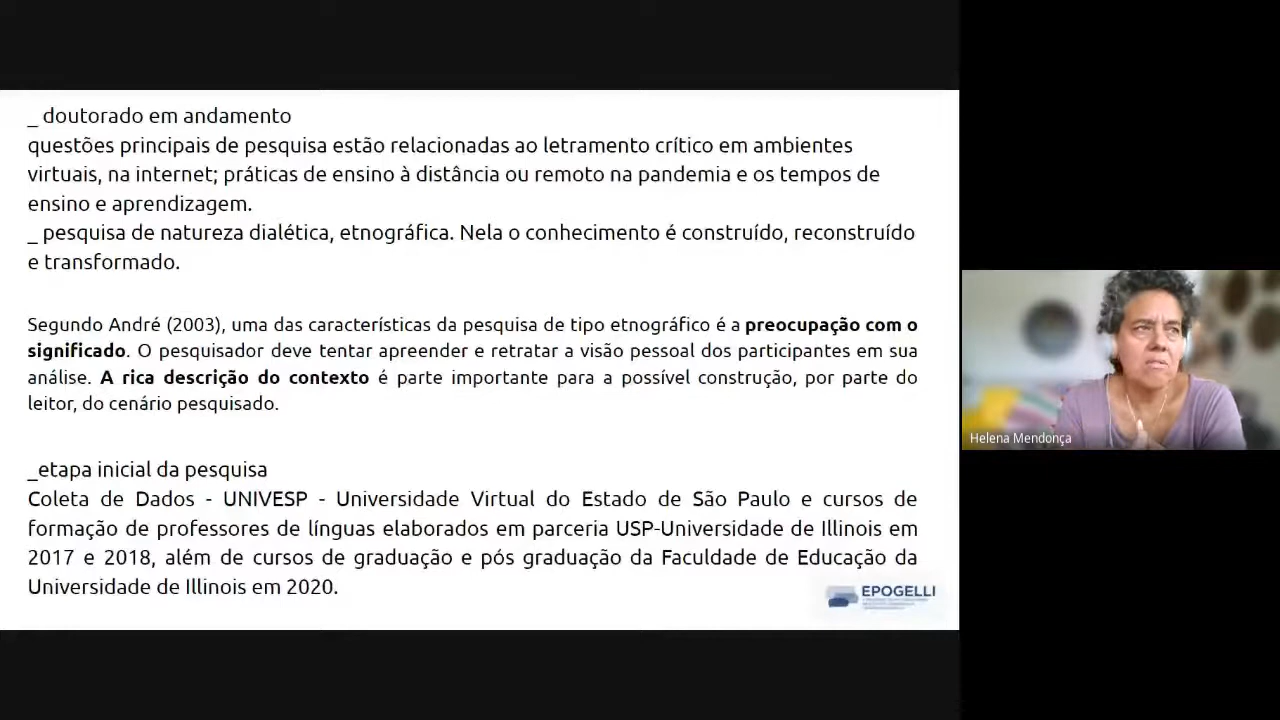 _ doutorado em andamento
questões principais de pesquisa estão relacionadas ao letramento crítico em ambientes
virtuais, na internet; práticas de ensino à distância ou remoto na pandemia e os tempos de
ensino e aprendizagem.
_ pesquisa de natureza dialética, etnográfica. Nela o conhecimento é construído, reconstruído
e transformado.
Segundo André (2003), uma das características da pesquisa de tipo etnográfico é a preocupação com o
significado. O pesquisador deve tentar apreender e retratar a visão pessoal dos participantes em sua
análise. A rica descrição do contexto é parte importante para a possível construção, por parte do
leitor, do cenário pesquisado.
_etapa inicial da pesquisa
Coleta de Dados - UNIVESP - Universidade Virtual do Estado de São Paulo e cursos de
formação de professores de línguas elaborados em parceria USP-Universidade de Illinois em
2017 e 2018, além de cursos de graduação e pós graduação da Faculdade de Educação da
Universidade de Illinois em 2020.
EPOGELLI
Helena Mendonça